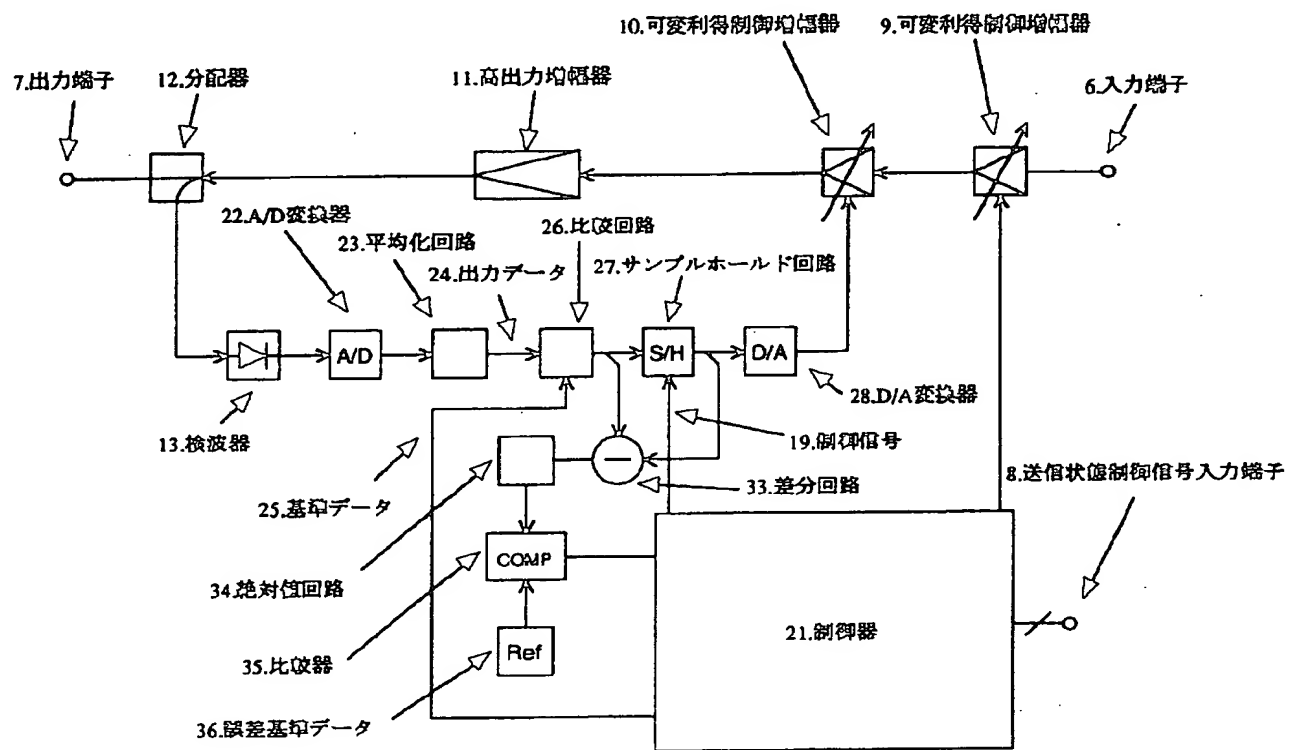 10.可変利得制御増幅器
9.可変利得制御増幅器
7.出力端子
12.分配器
11.高出力増幅器
6.入力端子
22.A/D変換器
23.平均化回路
24.出力データ
26.比較回路
27.サンプルホールド回路
A/D
S/H
D/A
28.D/A変換器
13.検波器
19.制御信号
33.差分回路
8.送信状態制御信号入力端子
25.基準データ
34.絶対値回路
COMP
21.制御器
35.比較器
Ref
36.誤差基準データ